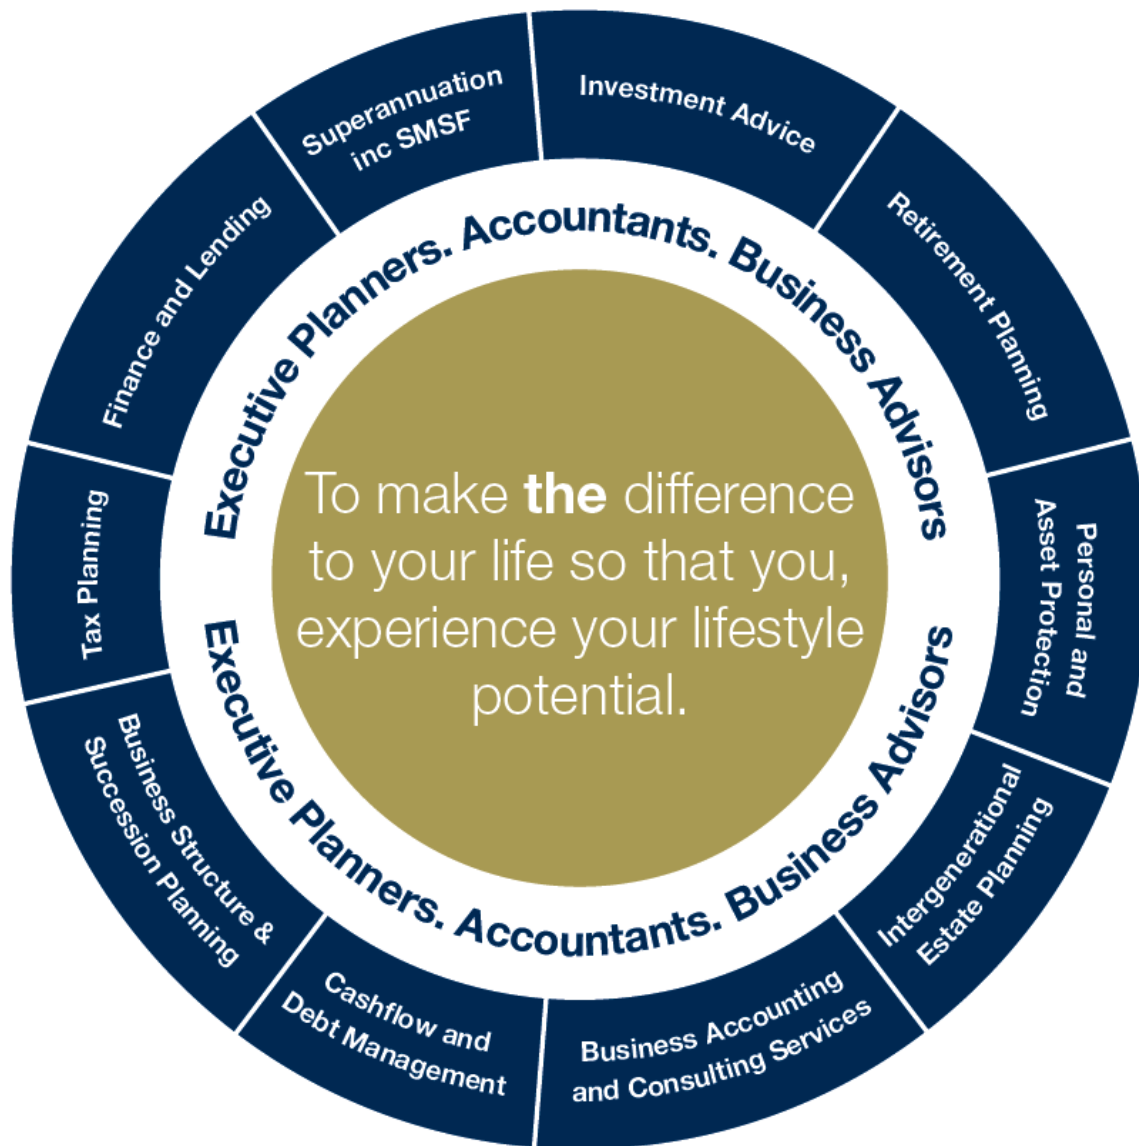 Investment Advice
Retirement Planning
Personal and
Asset Protection
Intergenerational
Estate Planning
Business Accounting
and Consulting Services
Cashflow and
Debt Management
Business Structure &
Succession Planning
Tax Planning
Finance and Lending
Superannuation
inc SMSF
Executive Planners. Accountants. Business Advisors
To make the difference
to your life so that you,
experience your lifestyle
potential.
Executive Planners. Accountants. Business Advisors